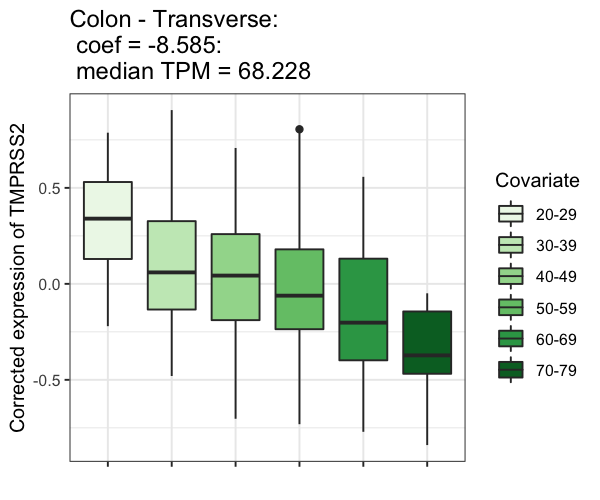 Colon - Transverse:
coef = -8.585:
median TPM = 68.228
Corrected expression of TMPRSS2
0.5
0.0
-0.5
Covariate
20-29
30-39
40-49
50-59
60-69
70-79